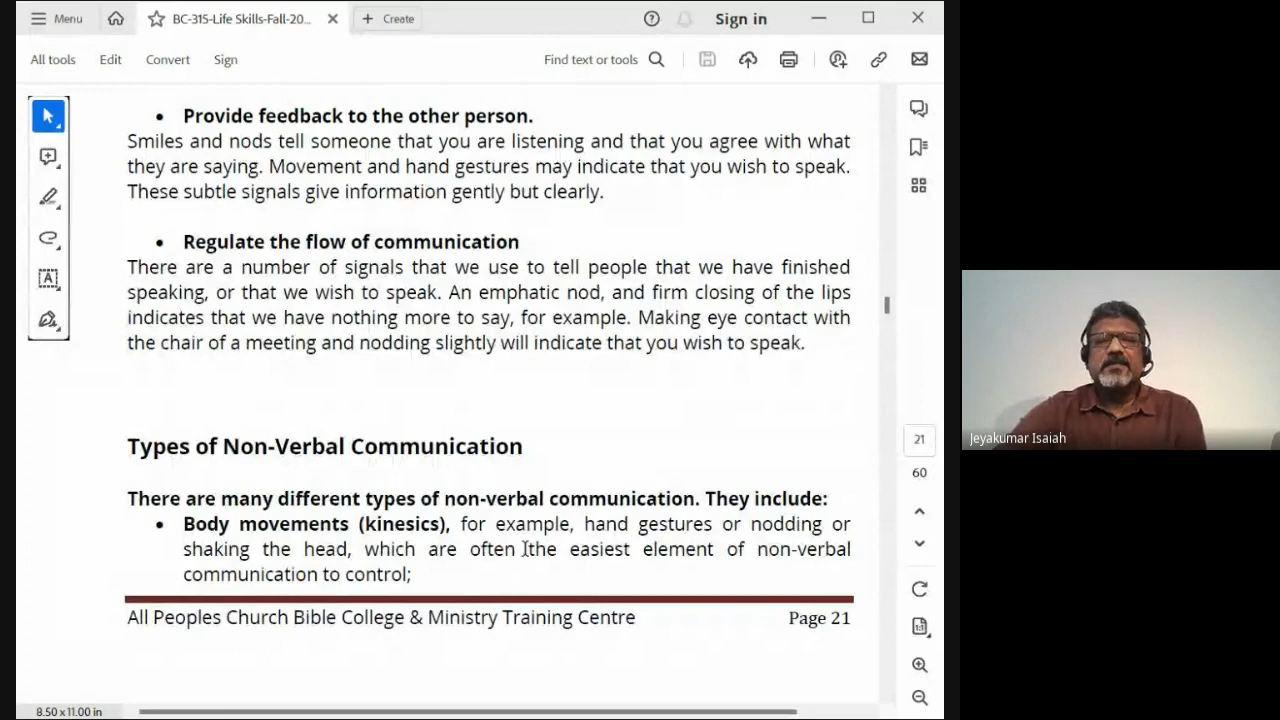 Menu
BC-315-Life Skills-Fall-20...
Create
Sign in
All tools
Edit
Convert
Sign
Find text or tools
• Provide feedback to the other person.
Smiles and nods tell someone that you are listening and that you agree with what
they are saying. Movement and hand gestures may indicate that you wish to speak.
These subtle signals give information gently but clearly.
• Regulate the flow of communication
There are a number of signals that we use to tell people that we have finished
speaking, or that we wish to speak. An emphatic nod, and firm closing of the lips
indicates that we have nothing more to say, for example. Making eye contact with
the chair of a meeting and nodding slightly will indicate that you wish to speak.
Types of Non-Verbal Communication
There are many different types of non-verbal communication. They include:
• Body movements (kinesics), for example, hand gestures or nodding or
shaking the head, which are often the easiest element of non-verbal
communication to control;
All Peoples Church Bible College & Ministry Training Centre
Page 21
21
60
8.50 x 11.00 in
Jeyakumar Isaiah